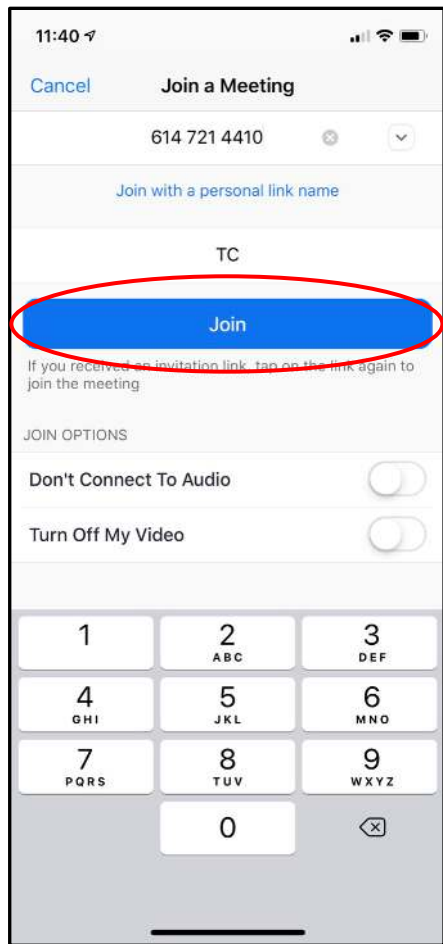 11:40
Cancel Join a Meeting
614 721 4410
Join with a personal link name
TC
Join
If you received an invitation link, tap on the link again to
join the meeting
JOIN OPTIONS
Don't Connect To Audio
Turn Off My Video
1 2 3
ABC DEF
4 5 6
GHI JKL MNO
7 8 9
PQRS TUV WXYZ
0